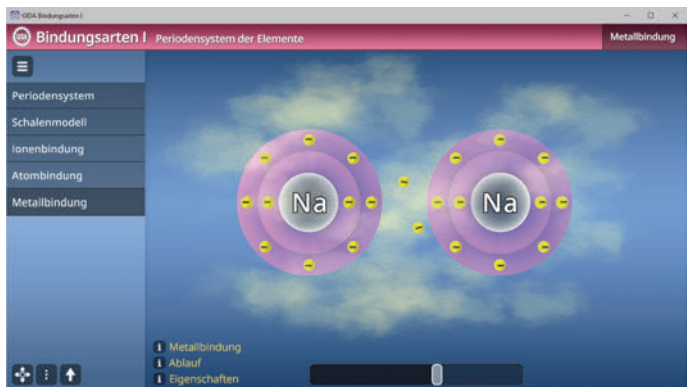 GIDA Bindungsarten I
Bindungsarten I Periodensystem der Elemente
Metallbindung
Periodensystem
Schalenmodell
Ionenbindung
Atombindung
Metallbindung
Na
Na
i Metallbindung
i Ablauf
i Eigenschaften